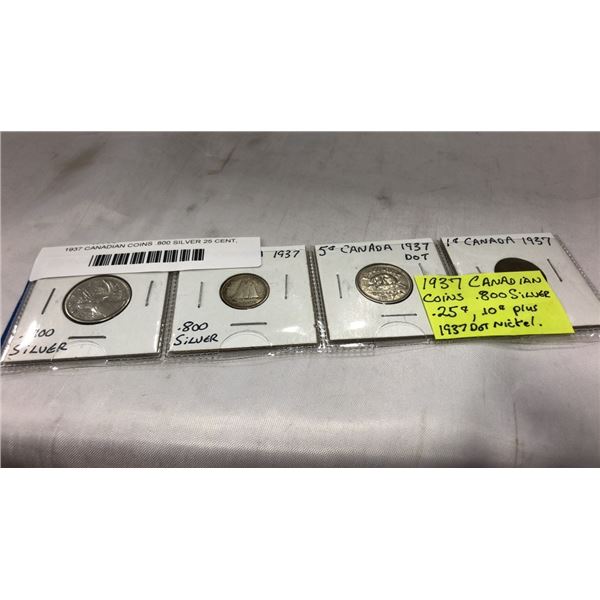 1937 CANADIAN COINS .800 SILVER 25 CENT,
SILVER
1937
.800
SILVER
5¢ CANADA 1937
DOT
1¢ CANADA 1937
1937 CANADIAN
COINS .800 SILVER
.25¢, 10¢ plus
1937 DOT Nickel.